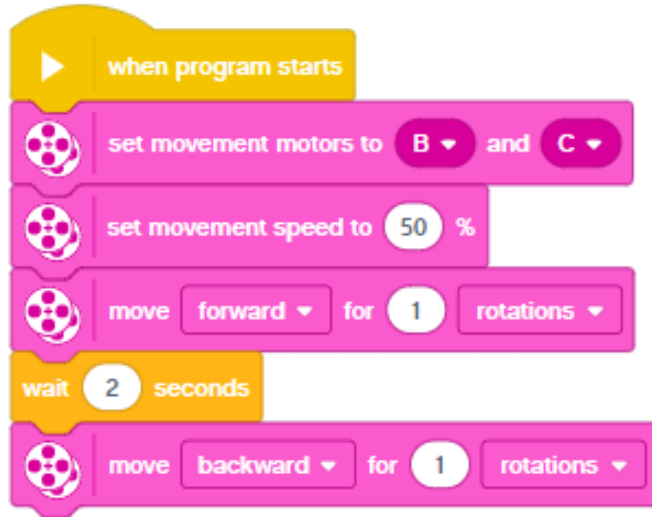 when program starts
set movement motors to B and C
set movement speed to 50 %
move forward for 1 rotations
wait 2 seconds
move backward for 1 rotations